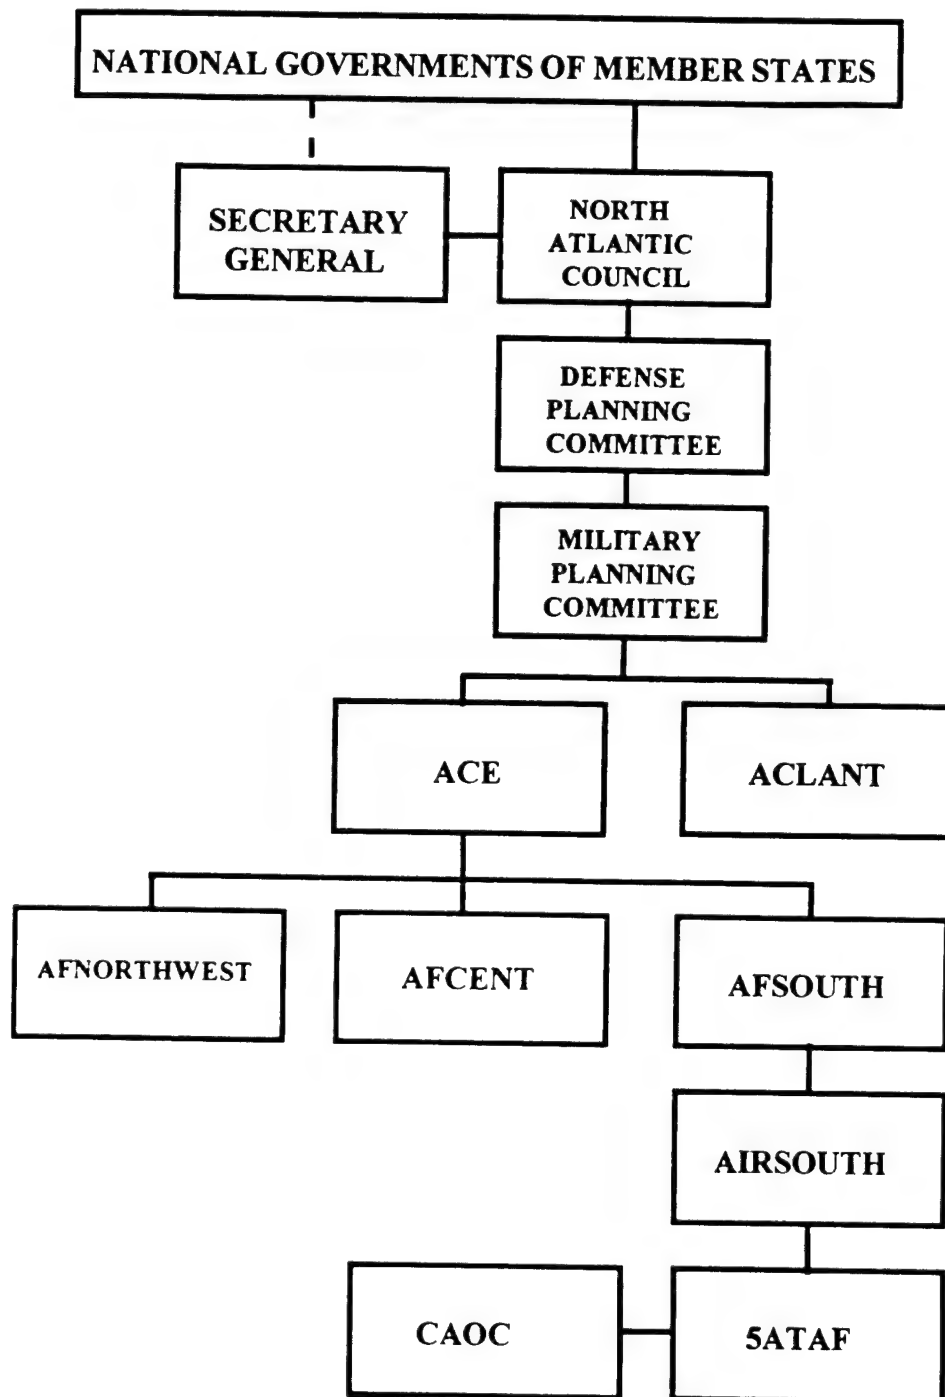 NATIONAL GOVERNMENTS OF MEMBER STATES
SECRETARY
GENERAL
NORTH
ATLANTIC
COUNCIL
DEFENSE
PLANNING
COMMITTEE
MILITARY
PLANNING
COMMITTEE
ACE
ACLANT
AFNORTHWEST
AFCENT
AFSOUTH
AIRSOUTH
CAOC
5ATAF